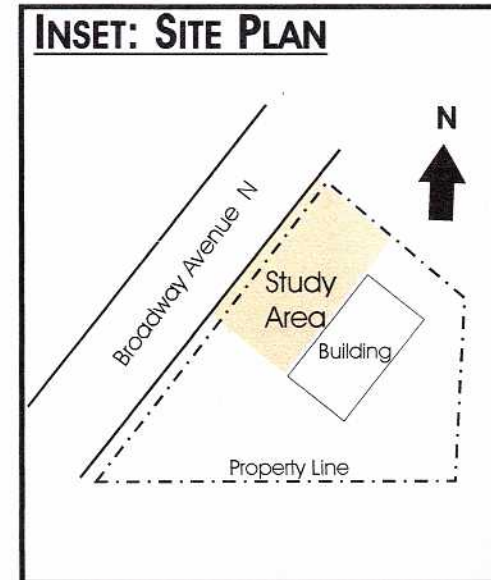 INSET: SITE PLAN
N
Broadway Avenue N
Study
Area
Building
Property Line